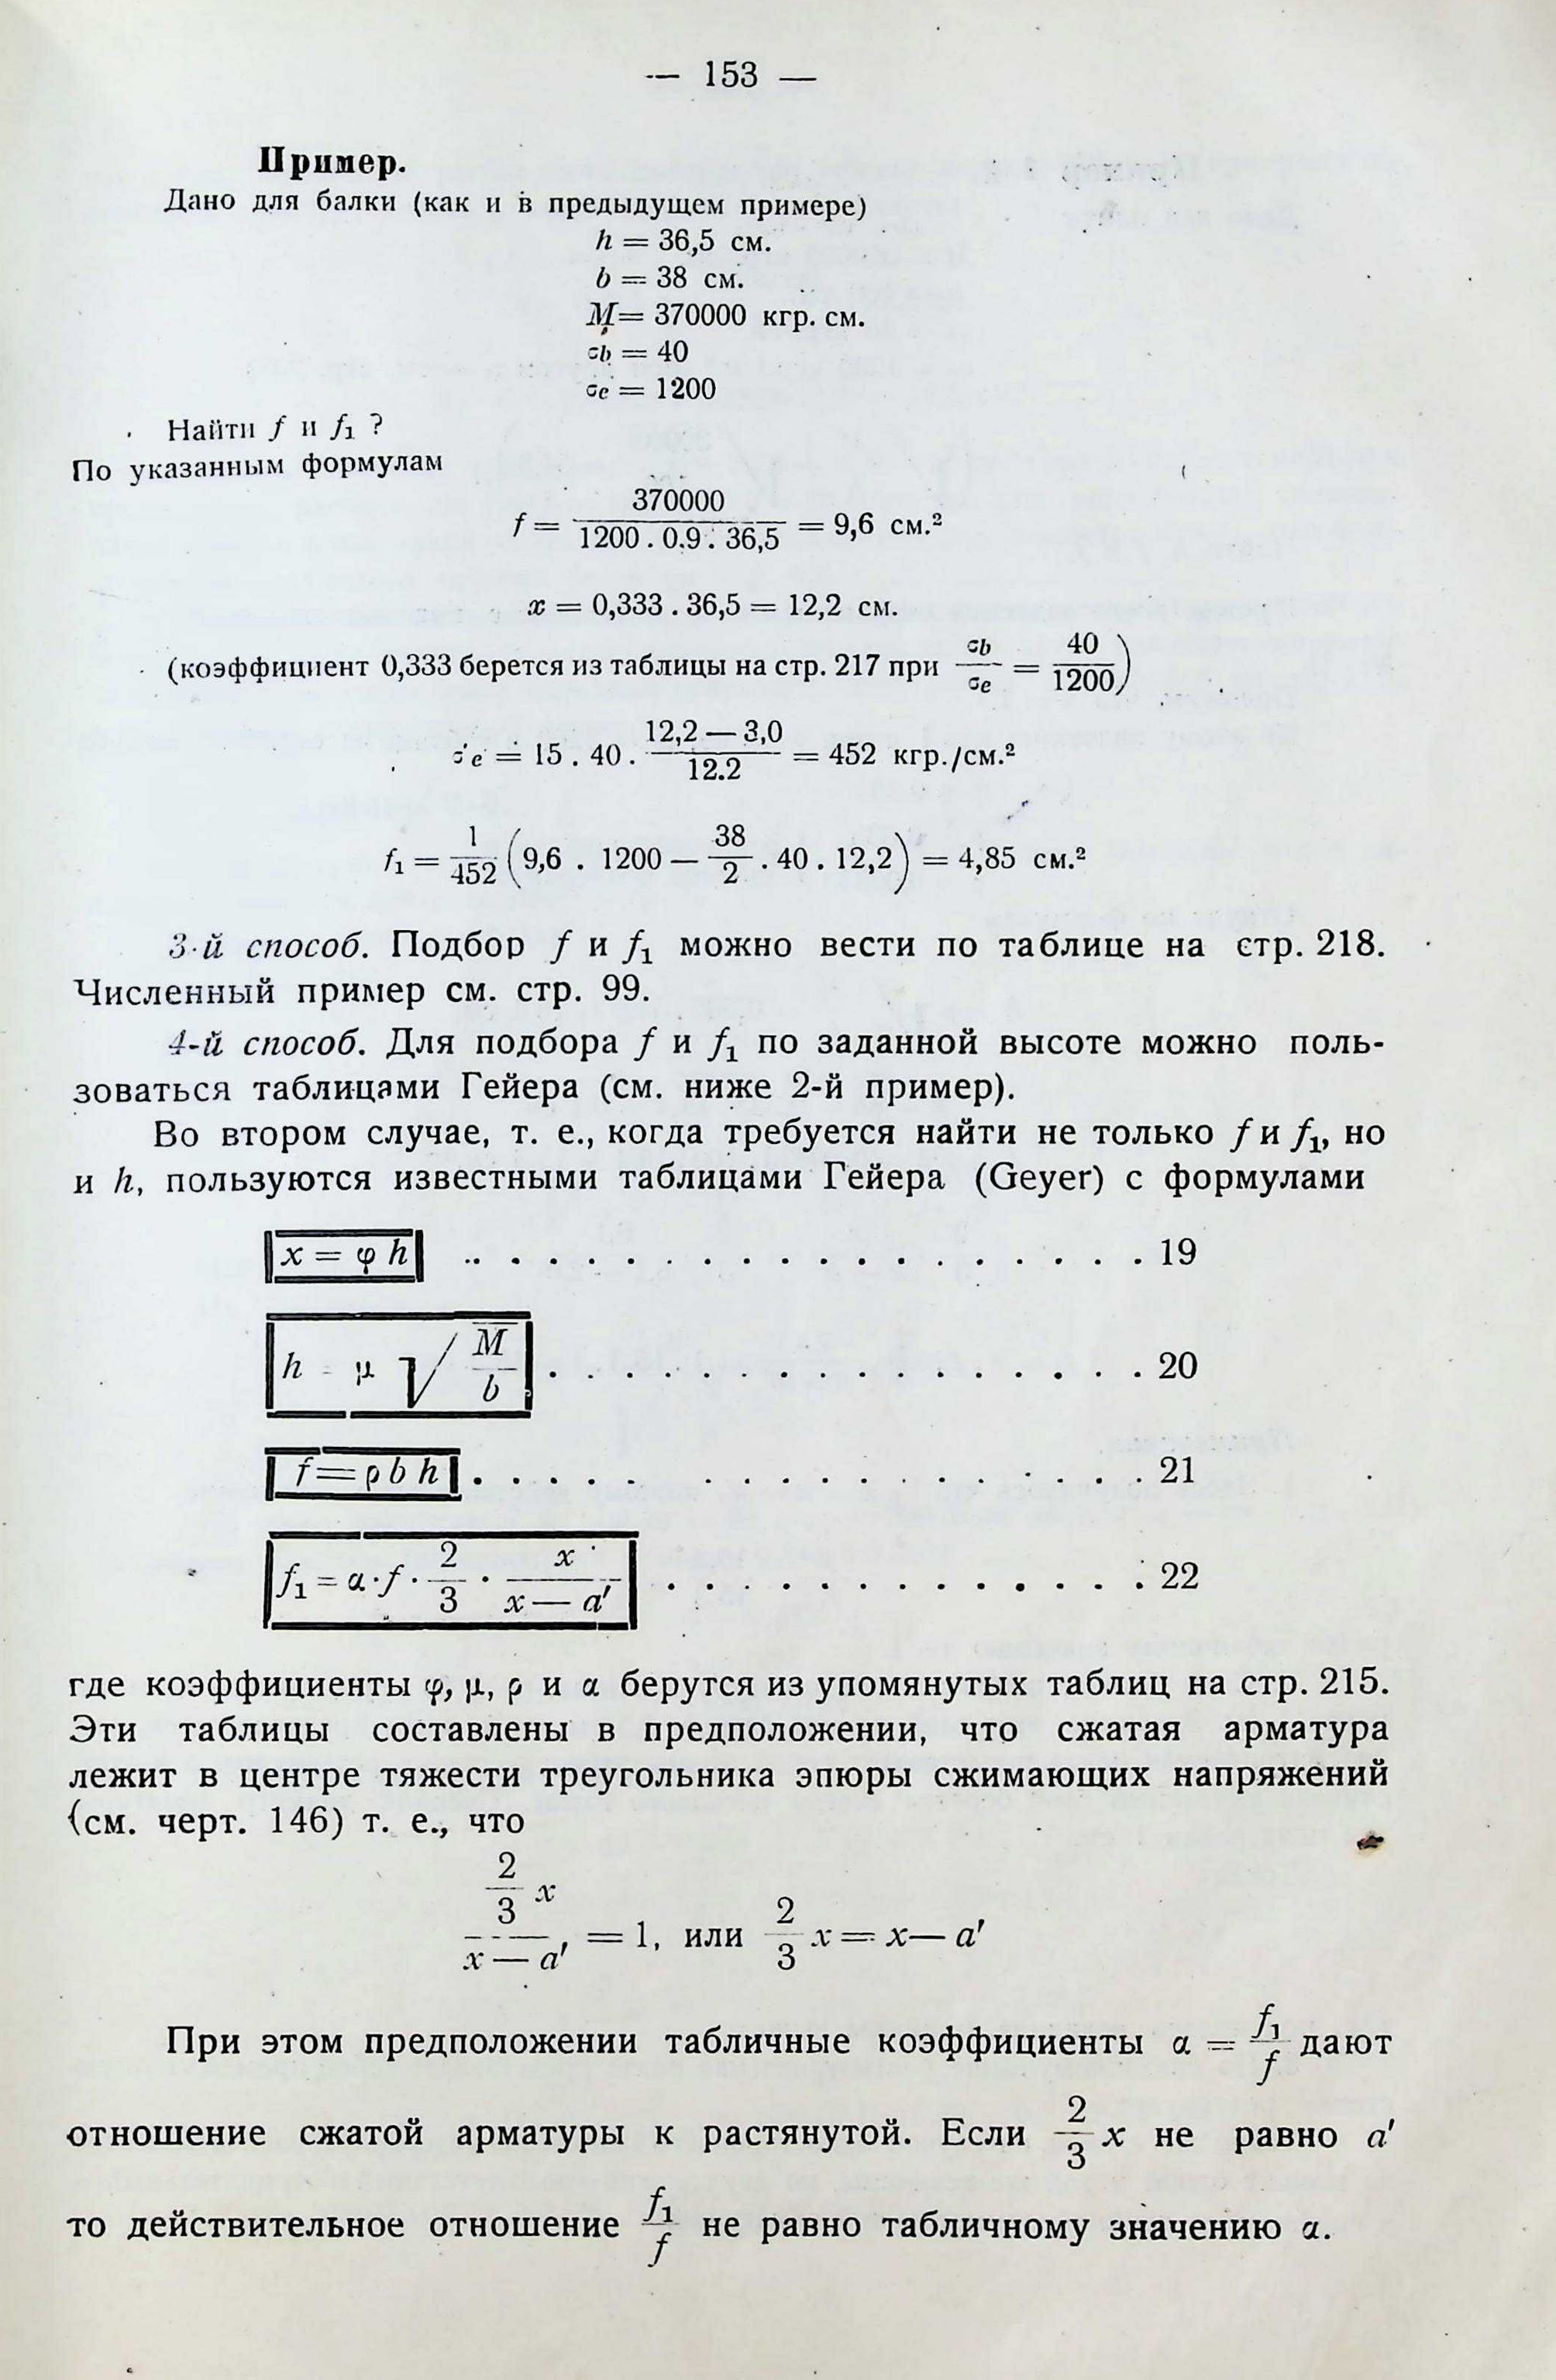 — 153 —
Пример.
Дано для балки (как и в предыдущем примере)
h = 36,5 см.
b = 38 см.
M = 370000 кгр. см.
σb = 40
σe = 1200
Найти f и f₁ ?
По указанным формулам
f = 370000 / 1200 . 0.9 . 36,5 = 9,6 см.²
x = 0,333 . 36,5 = 12,2 см.
(коэффициент 0,333 берется из таблицы на стр. 217 при σb / σe = 40 / 1200)
σ'e = 15 . 40 . 12,2 — 3,0 / 12.2 = 452 кгр./см.²
f₁ = 1 / 452 (9,6 . 1200 — 38 / 2 . 40 . 12,2) = 4,85 см.²
3-й способ. Подбор f и f₁ можно вести по таблице на стр. 218.
Численный пример см. стр. 99.
4-й способ. Для подбора f и f₁ по заданной высоте можно поль-
зоваться таблицами Гейера (см. ниже 2-й пример).
Во втором случае, т. е., когда требуется найти не только f и f₁, но
и h, пользуются известными таблицами Гейера (Geyer) с формулами
x = φ h . . . . . . . . . . . . . . . . . . 19
h = μ √ M / b . . . . . . . . . . . . . . . . 20
f = ρ b h . . . . . . . . . . . . . . . . . 21
f₁ = α · f · 2 / 3 · x / x — a' . . . . . . . . . . . . . 22
где коэффициенты φ, μ, ρ и α берутся из упомянутых таблиц на стр. 215.
Эти таблицы составлены в предположении, что сжатая арматура
лежит в центре тяжести треугольника эпюры сжимающих напряжений
(см. черт. 146) т. е., что
2 / 3 x / x — a' = 1, или 2 / 3 x = x — a'
При этом предположении табличные коэффициенты α = f₁ / f дают
отношение сжатой арматуры к растянутой. Если 2 / 3 x не равно a'
то действительное отношение f₁ / f не равно табличному значению α.